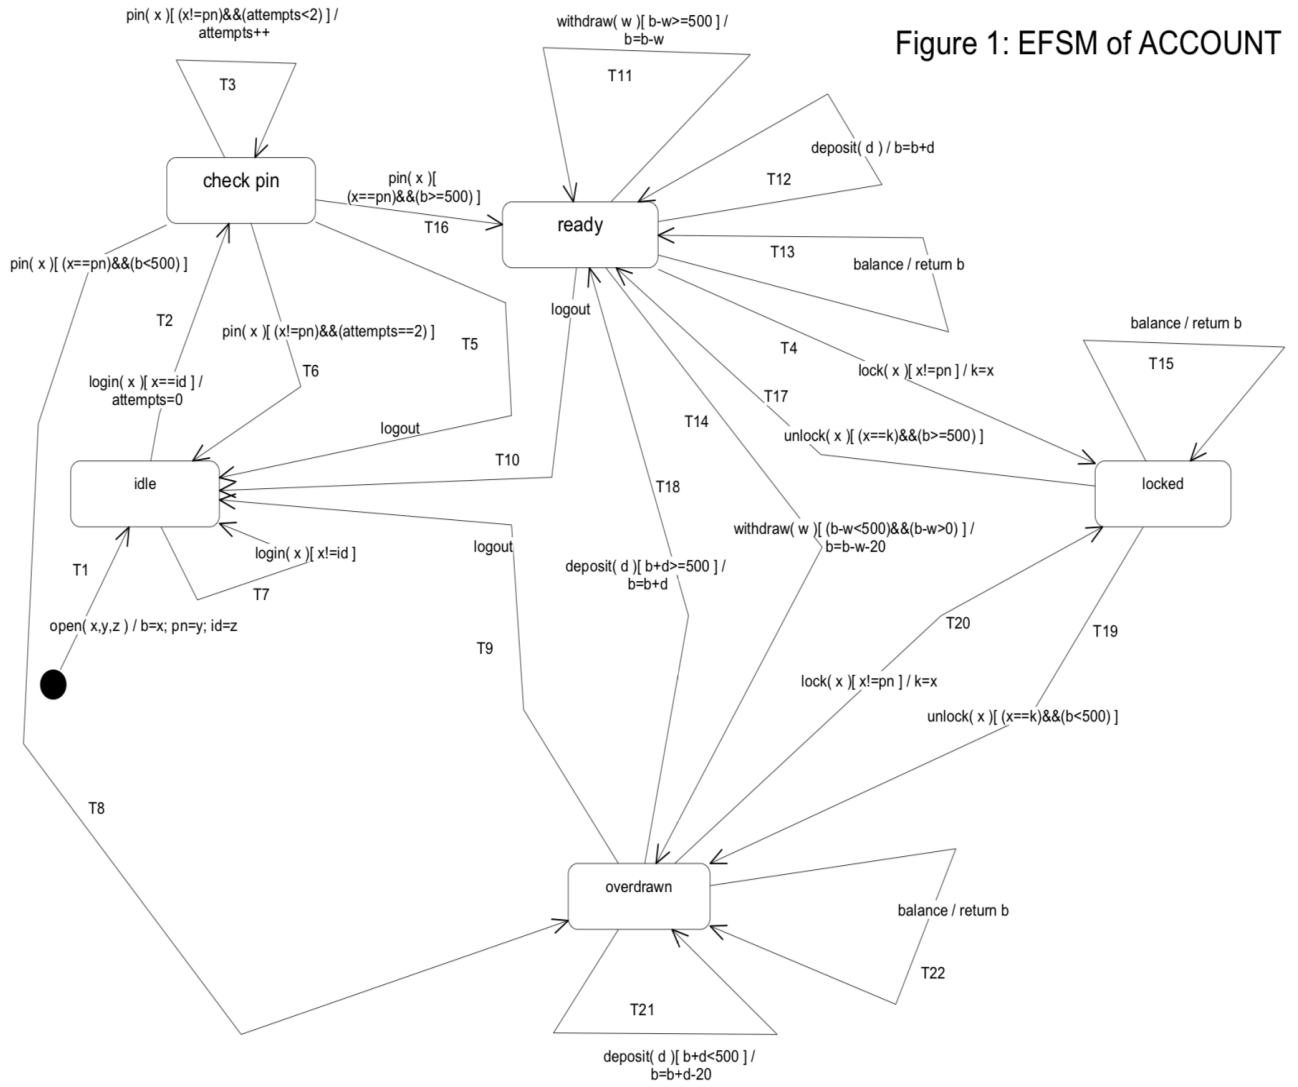 pin( x )[ (x!=pn)&&(attempts<2) ] /
attempts++
withdraw( w )[ b-w>=500 ] /
b=b-w
Figure 1: EFSM of ACCOUNT
T3
T11
deposit( d ) / b=b+d
T12
check pin
pin( x )[
(x==pn)&&(b>=500) ]
T16
ready
T13
balance / return b
pin( x )[ (x==pn)&&(b<500) ]
T2
pin( x )[ (x!=pn)&&(attempts==2) ]
T5
T6
logout
T4
lock( x )[ x!=pn ] / k=x
balance / return b
T15
login( x )[ x==id ] /
attempts=0
logout
T17
T14
unlock( x )[ (x==k)&&(b>=500) ]
T10
idle
T18
locked
login( x )[ x!=id ]
logout
withdraw( w )[ (b-w<500)&&(b-w>0) ] /
b=b-w-20
T1
T7
deposit( d )[ b+d>=500 ] /
b=b+d
open( x,y,z ) / b=x; pn=y; id=z
T9
T20
T19
lock( x )[ x!=pn ] / k=x
unlock( x )[ (x==k)&&(b<500) ]
T8
overdrawn
balance / return b
T22
T21
deposit( d )[ b+d<500 ] /
b=b+d-20